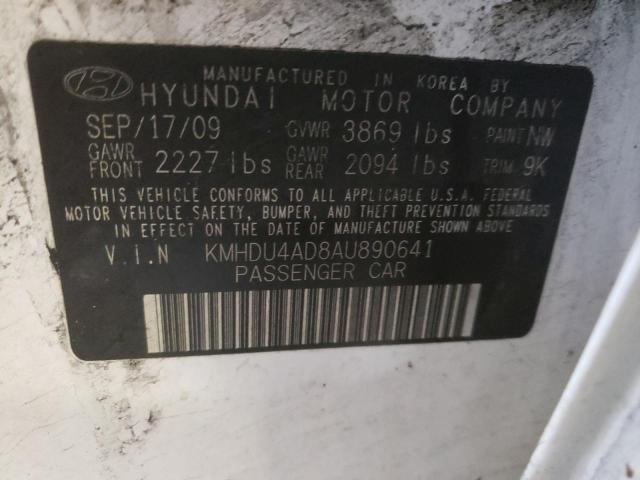 MANUFACTURED IN KOREA BY
HYUNDAI MOTOR COMPANY
SEP/17/09 GVWR 3869 lbs PAINT NW
GAWR FRONT 2227 lbs GAWR REAR 2094 lbs TRIM 9K
THIS VEHICLE CONFORMS TO ALL APPLICABLE U.S.A. FEDERAL
MOTOR VEHICLE SAFETY, BUMPER, AND THEFT PREVENTION STANDARDS
IN EFFECT ON THE DATE OF MANUFACTURE SHOWN ABOVE.
V.i.N KMHDU4AD8AU890641
PASSENGER CAR